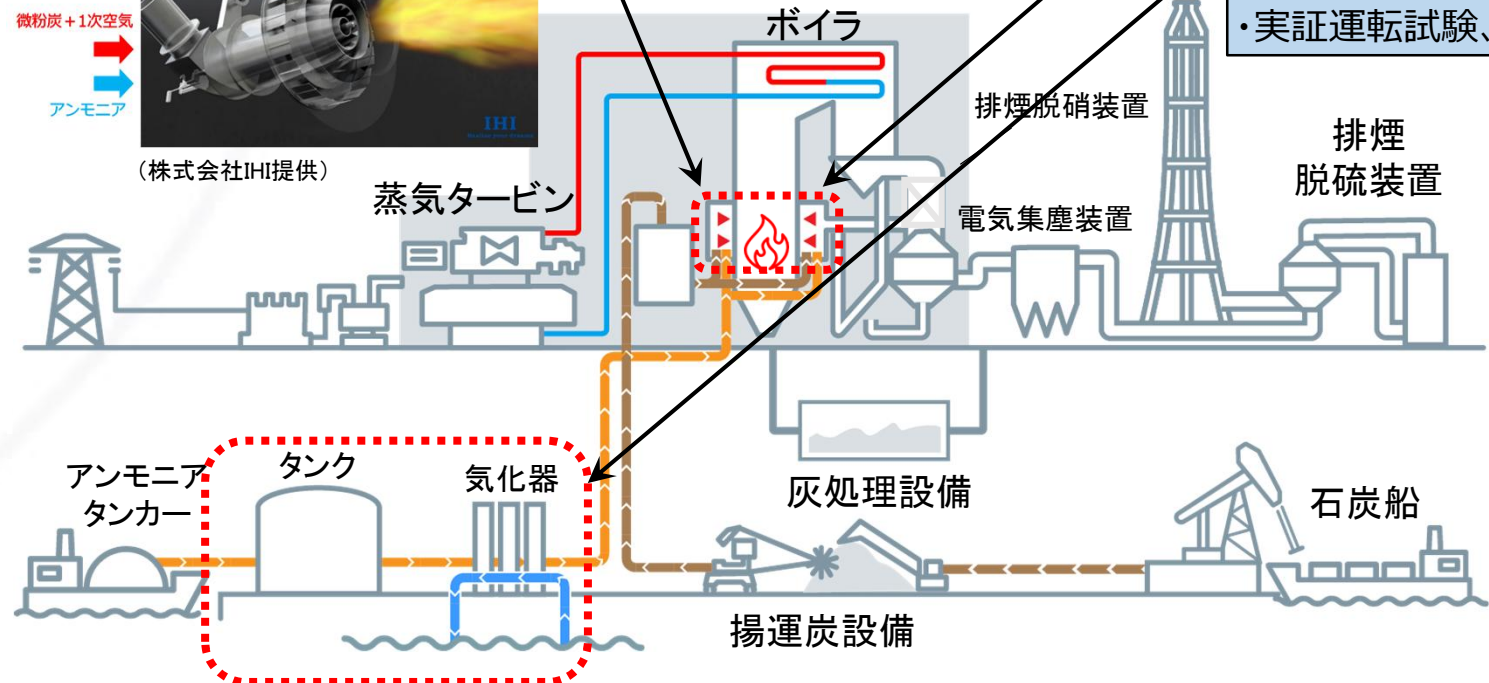 微粉炭+1次空気
アンモニア
IHI
(株式会社IHI提供)
ボイラ
・実証運転試験、
排煙脱硝装置
排煙
脱硫装置
蒸気タービン
電気集塵装置
アンモニア
タンカー
タンク
気化器
灰処理設備
石炭船
揚運炭設備